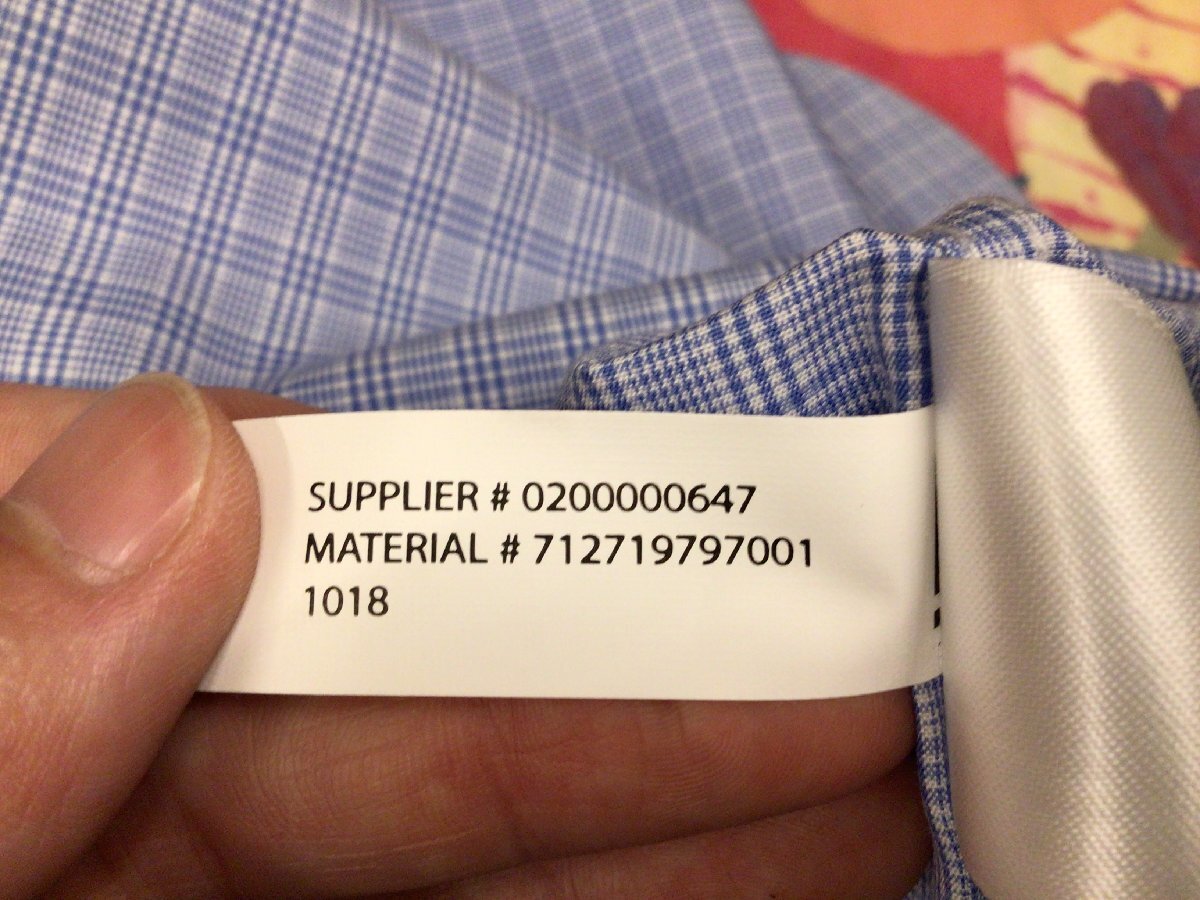 SUPPLIER # 0200000647
MATERIAL # 712719797001
1018